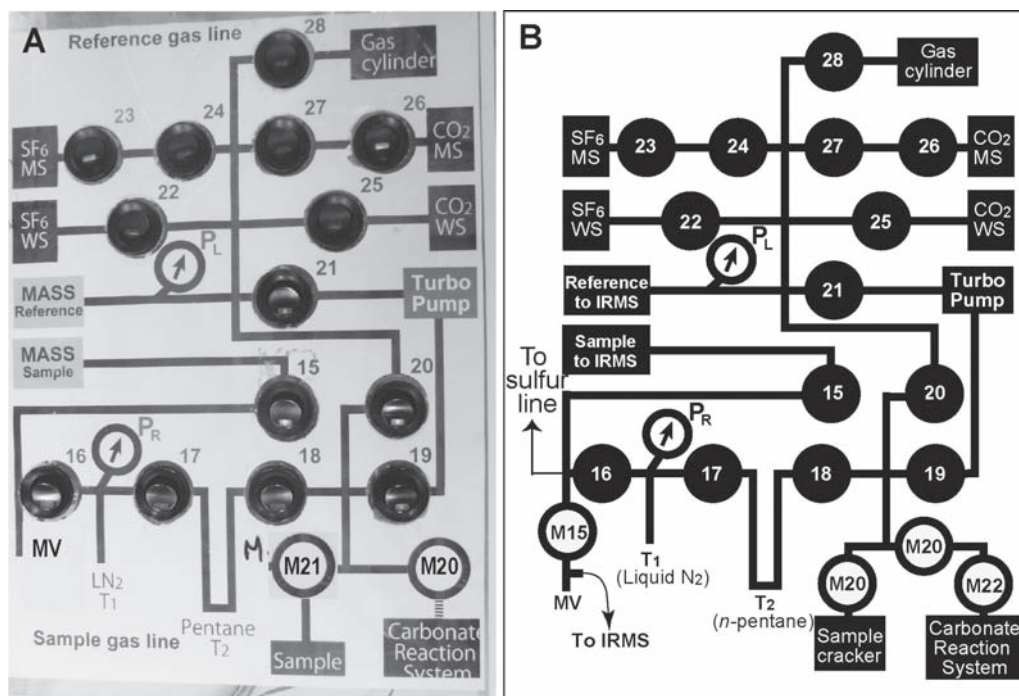 A
Reference gas line
28
Gas
cylinder
23
24
27
26
SF6
MS
CO2
MS
22
25
SF6
WS
CO2
WS
PL
21
MASS
Reference
Turbo
Pump
MASS
Sample
15
20
16
PR
17
18
19
MV
M.
M21
M20
LN2
T1
Pentane
T2
Sample gas line
Sample
Carbonate
Reaction
System
B
28
Gas
cylinder
SF6
MS
23
24
27
26
CO2
MS
SF6
WS
22
25
CO2
WS
PL
Reference
to IRMS
21
Turbo
Pump
Sample
to IRMS
To
sulfur
line
15
20
PR
16
17
18
19
M15
T1
(Liquid N2)
M20
MV
T2
(n-pentane)
M20
M22
To IRMS
Sample
cracker
Carbonate
Reaction
System